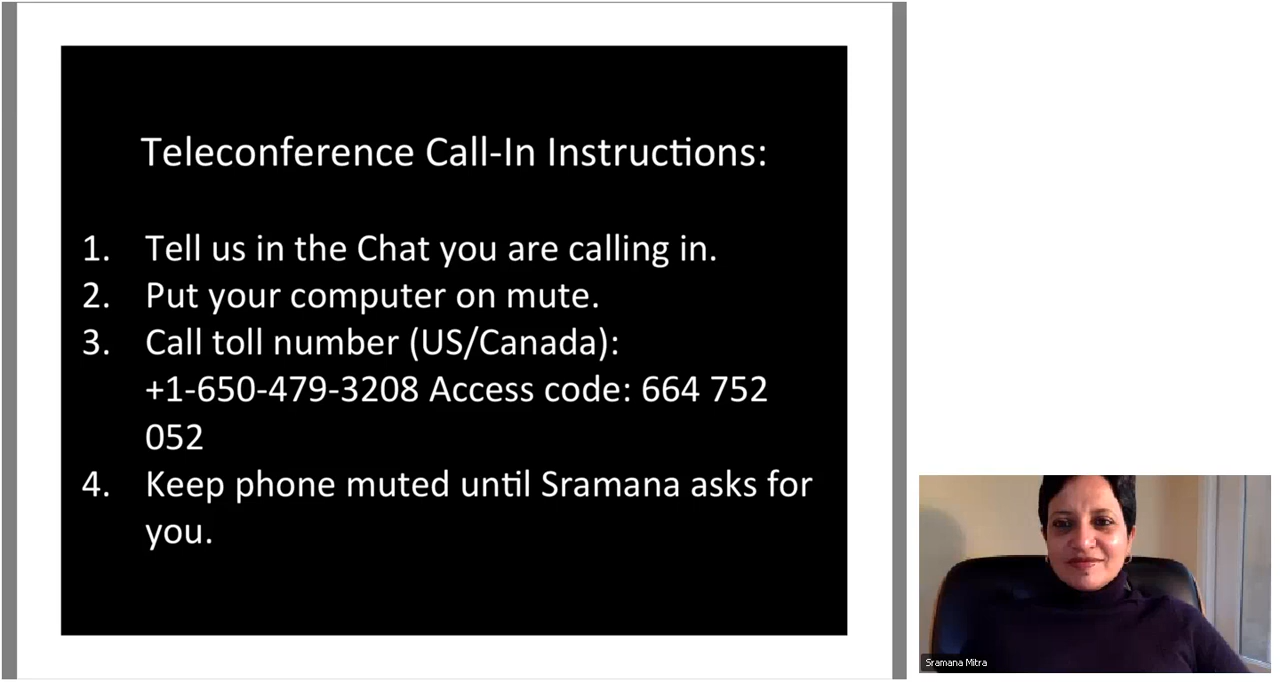 Teleconference Call-In Instructions:
1. Tell us in the Chat you are calling in.
2. Put your computer on mute.
3. Call toll number (US/Canada):
+1-650-479-3208 Access code: 664 752
052
4. Keep phone muted until Sramana asks for
you.
Sramana Mitra